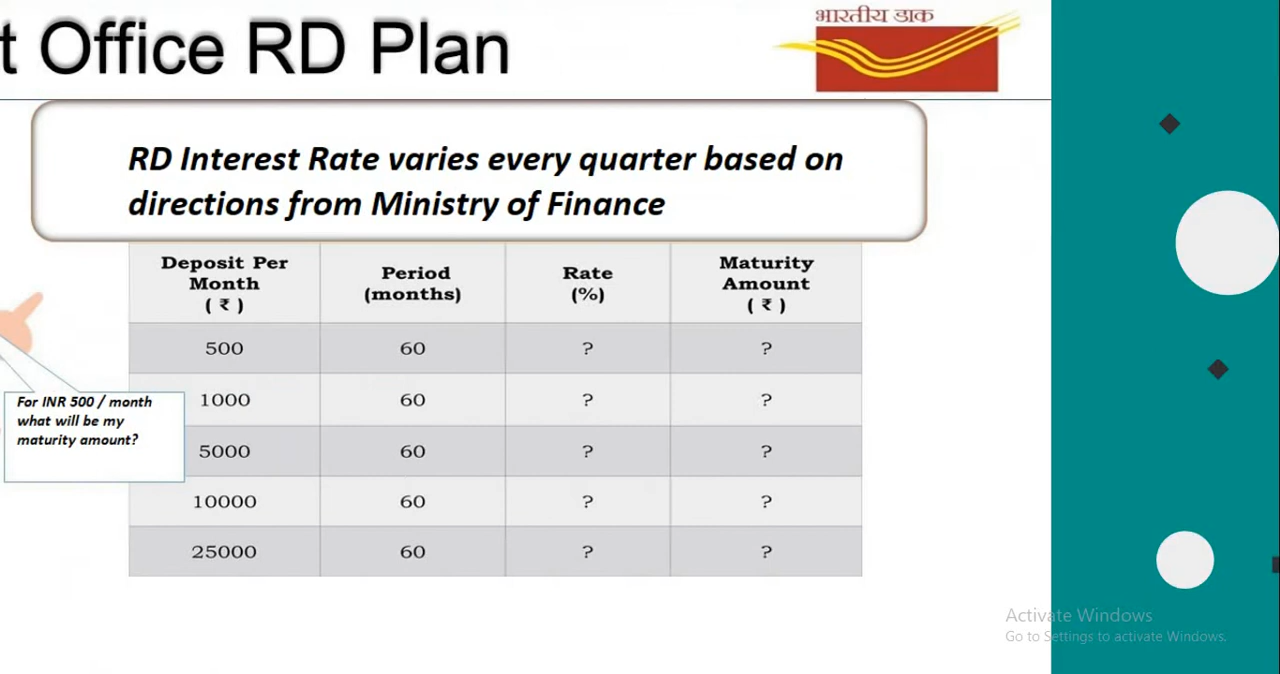 t Office RD Plan
भारतीय डाक
RD Interest Rate varies every quarter based on
directions from Ministry of Finance
Deposit Per Month ( ₹ ) Period (months) Rate (%) Maturity Amount ( ₹ )
500 60 ? ?
1000 60 ? ?
5000 60 ? ?
10000 60 ? ?
25000 60 ? ?
For INR 500 / month
what will be my
maturity amount?
Activate Windows
Go to Settings to activate Windows.